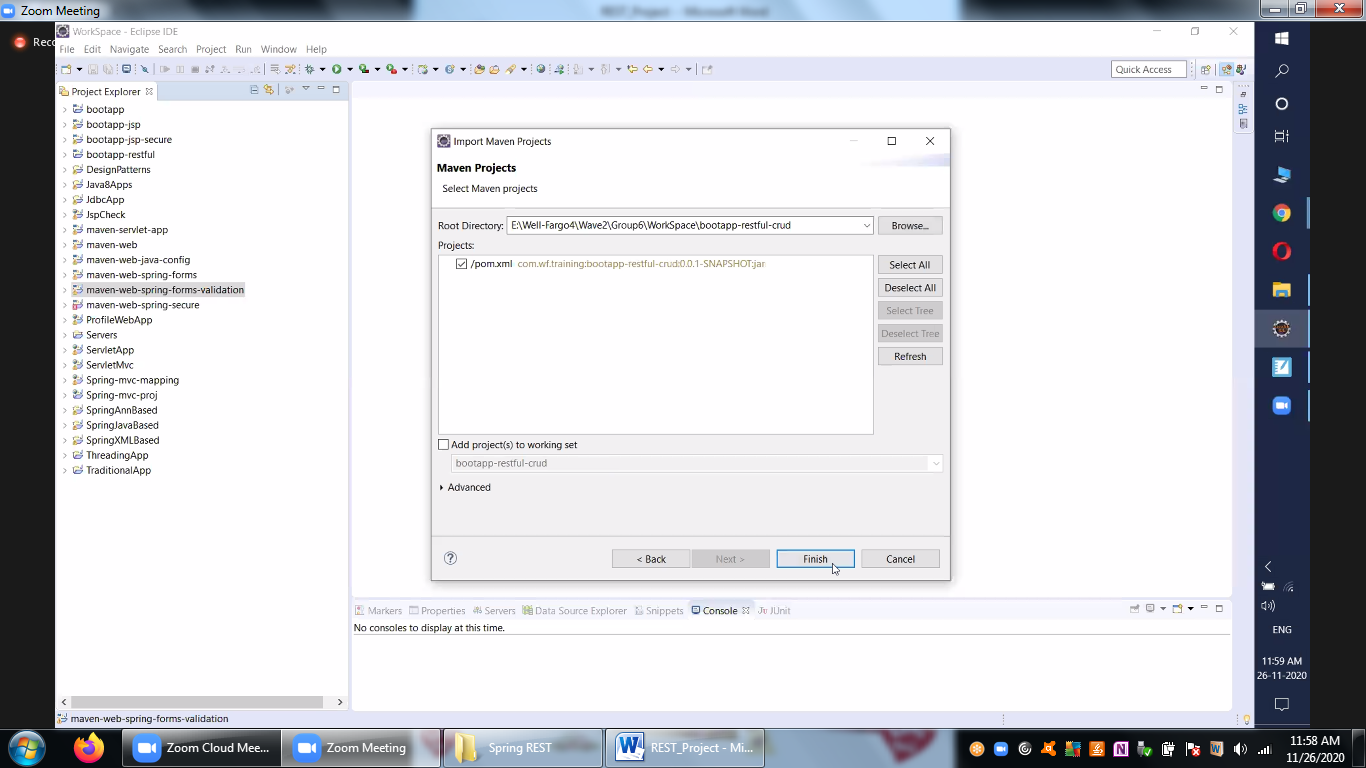 Zoom Meeting
REST_Project - Microsoft Word
Reco
WorkSpace - Eclipse IDE
File Edit Navigate Search Project Run Window Help
Quick Access
Project Explorer
bootapp
bootapp-jsp
bootapp-jsp-secure
bootapp-restful
DesignPatterns
Java8Apps
JdbcApp
JspCheck
maven-servlet-app
maven-web
maven-web-java-config
maven-web-spring-forms
maven-web-spring-forms-validation
maven-web-spring-secure
ProfileWebApp
Servers
ServletApp
ServletMvc
Spring-mvc-mapping
Spring-mvc-proj
SpringAnnBased
SpringJavaBased
SpringXMLBased
ThreadingApp
TraditionalApp
Import Maven Projects
Maven Projects
Select Maven projects
Root Directory: E:\Well-Fargo4\Wave2\Group6\WorkSpace\bootapp-restful-crud Browse...
Projects:
/pom.xml com.wf.training:bootapp-restful-crud:0.0.1-SNAPSHOT:jar
Select All
Deselect All
Select Tree
Deselect Tree
Refresh
Add project(s) to working set
bootapp-restful-crud
Advanced
? < Back Next > Finish Cancel
Markers Properties Servers Data Source Explorer Snippets Console JUnit
No consoles to display at this time.
maven-web-spring-forms-validation
ENG
11:59 AM
26-11-2020
Zoom Cloud Mee... Zoom Meeting Spring REST REST_Project - Mi...
11:58 AM
11/26/2020